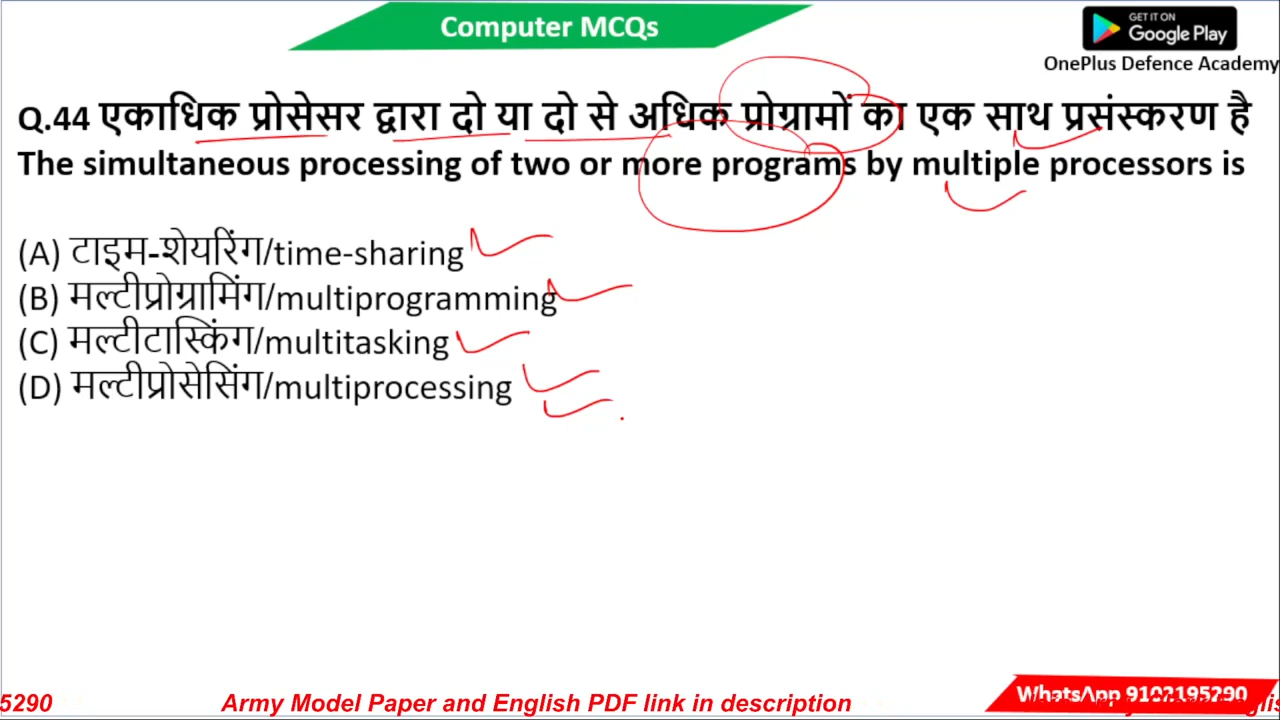 Computer MCQs
GET IT ON
Google Play
OnePlus Defence Academy
Q.44 एकाधिक प्रोसेसर द्वारा दो या दो से अधिक प्रोग्रामों का एक साथ प्रसंस्करण है
The simultaneous processing of two or more programs by multiple processors is
(A) टाइम-शेयरिंग/time-sharing
(B) मल्टीप्रोग्रामिंग/multiprogramming
(C) मल्टीटास्किंग/multitasking
(D) मल्टीप्रोसेसिंग/multiprocessing
WhatsApp 9102195290
5290 Army Model Paper and English PDF link in description